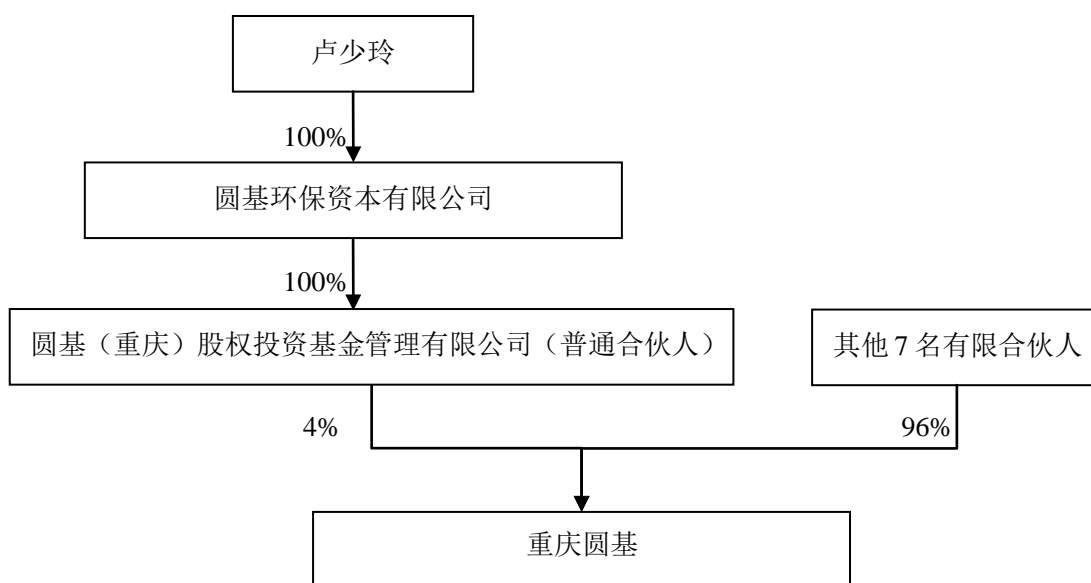 卢少玲
100%
圆基环保资本有限公司
100%
圆基（重庆）股权投资基金管理有限公司（普通合伙人）
其他 7 名有限合伙人
4%
96%
重庆圆基